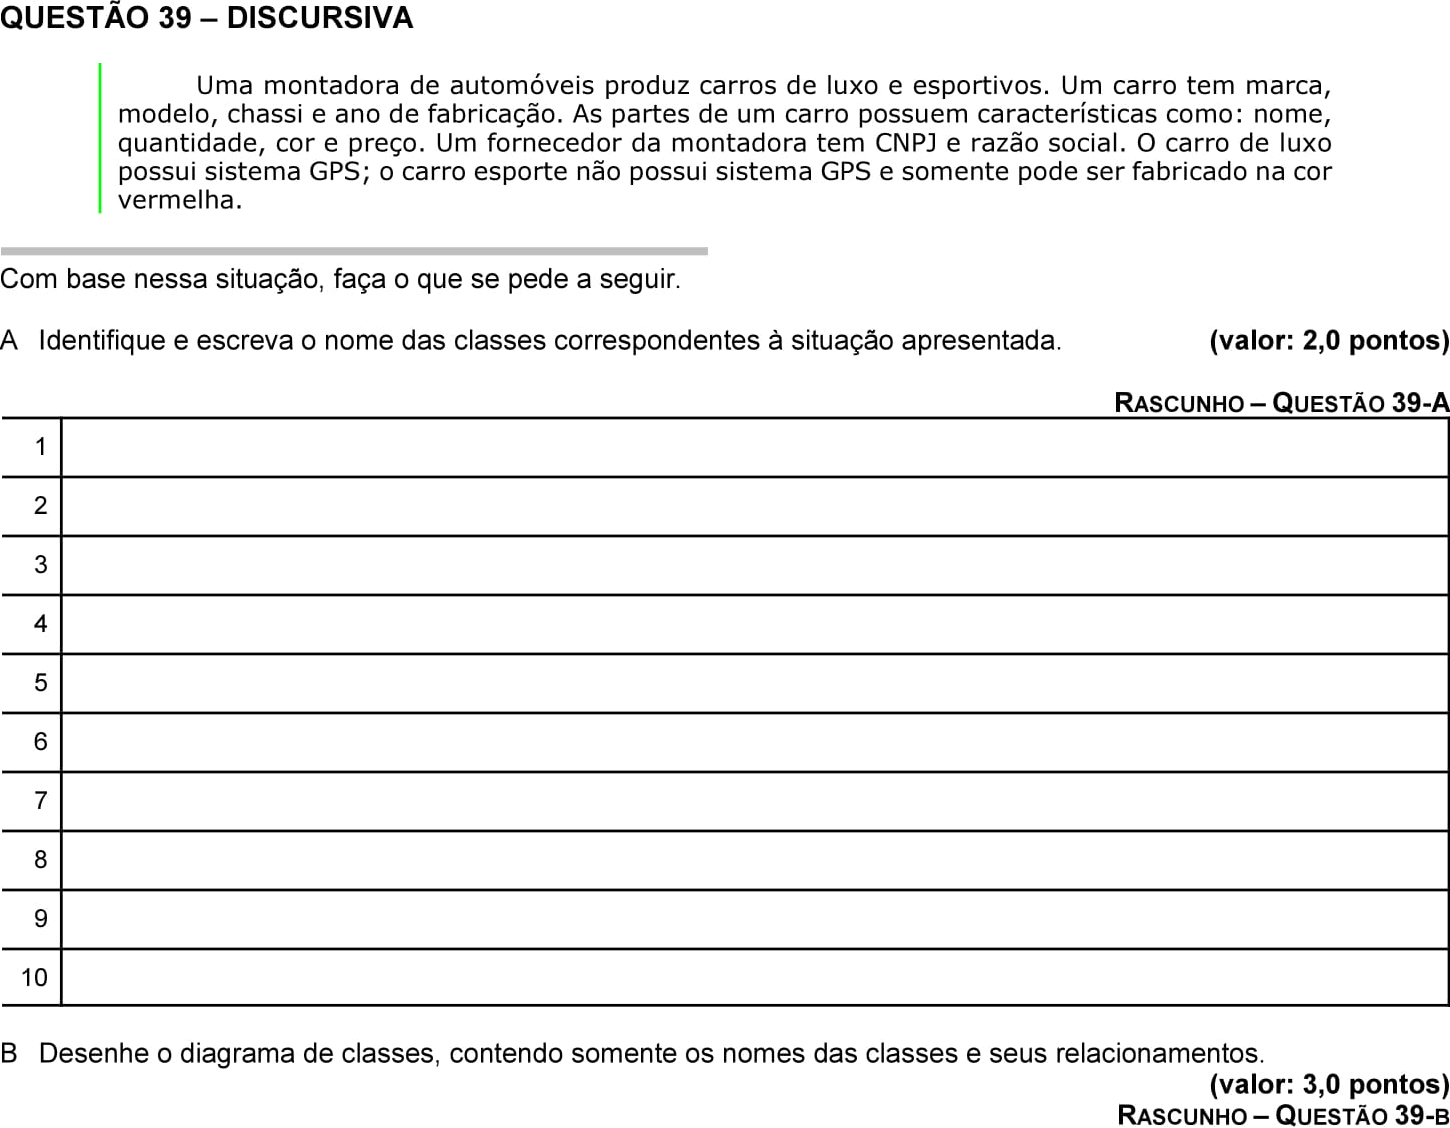 QUESTÃO 39 – DISCURSIVA
Uma montadora de automóveis produz carros de luxo e esportivos. Um carro tem marca,
modelo, chassi e ano de fabricação. As partes de um carro possuem características como: nome,
quantidade, cor e preço. Um fornecedor da montadora tem CNPJ e razão social. O carro de luxo
possui sistema GPS; o carro esporte não possui sistema GPS e somente pode ser fabricado na cor
vermelha.
Com base nessa situação, faça o que se pede a seguir.
A Identifique e escreva o nome das classes correspondentes à situação apresentada. (valor: 2,0 pontos)
RASCUNHO – QUESTÃO 39-A
1
2
3
4
5
6
7
8
9
10
B Desenhe o diagrama de classes, contendo somente os nomes das classes e seus relacionamentos.
(valor: 3,0 pontos)
RASCUNHO – QUESTÃO 39-B